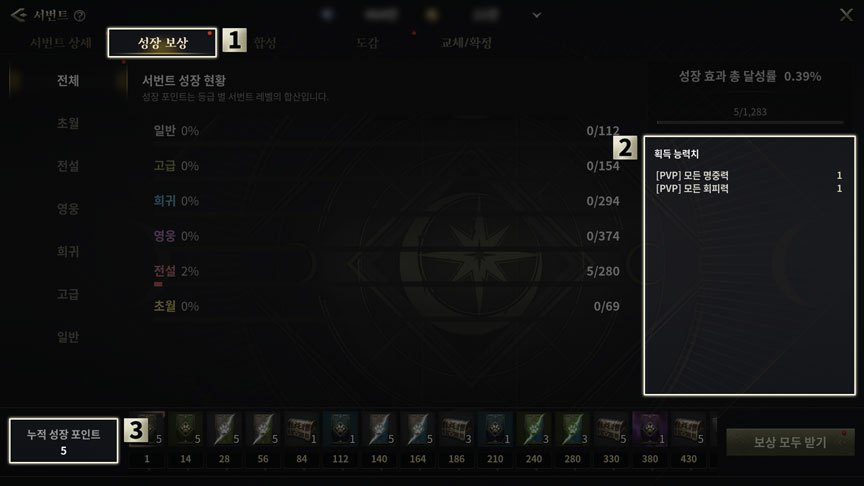 서번트
서번트 상세
성장 보상
1
합성
도감
교체/확정
전체
초월
전설
영웅
희귀
고급
일반
서번트 성장 현황
성장 포인트는 등급 별 서번트 레벨의 합산입니다.
일반 0% 0/112
고급 0% 0/154
희귀 0% 0/294
영웅 0% 0/374
전설 2% 5/280
초월 0% 0/69
성장 효과 총 달성률 0.39%
5/1,283
2
획득 능력치
[PVP] 모든 명중력 1
[PVP] 모든 회피력 1
누적 성장 포인트
5
3
5 5 5 5 1 1 5 5 3 1 3 3 5 1 5
1 14 28 56 84 112 140 164 186 210 240 280 330 380 430
보상 모두 받기